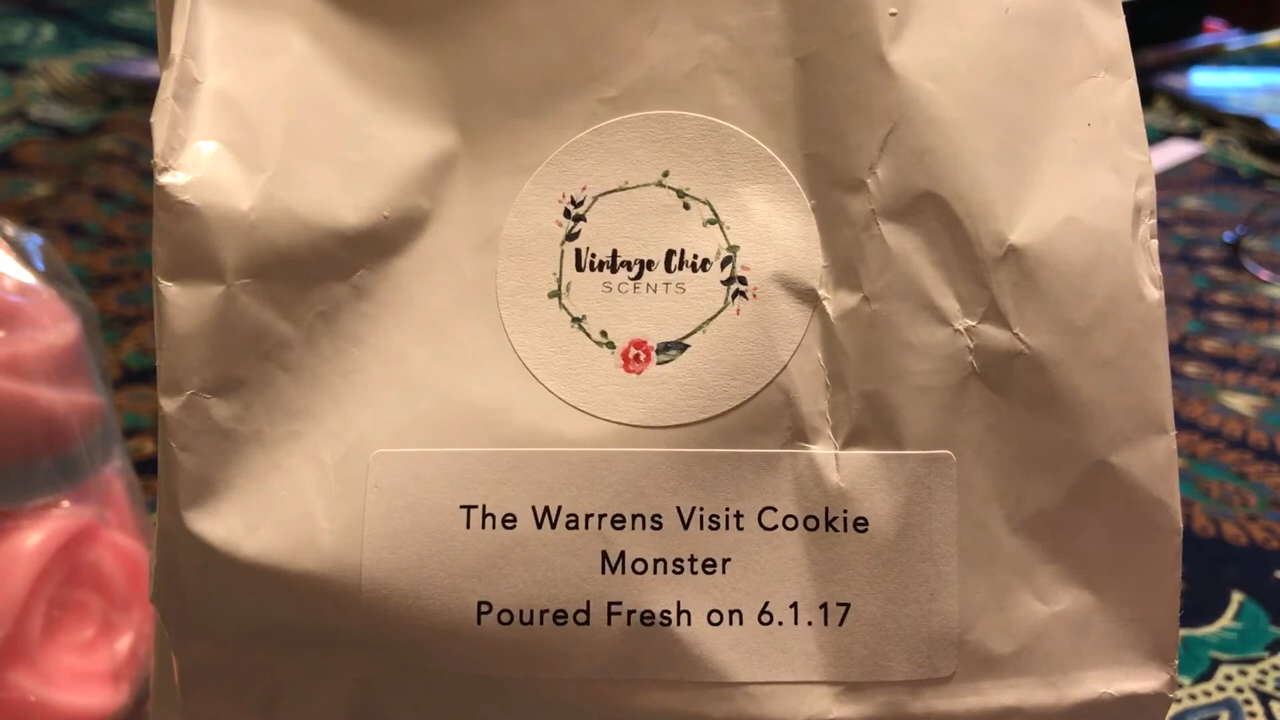 Vintage Chic
SCENTS
The Warrens Visit Cookie
Monster
Poured Fresh on 6.1.17